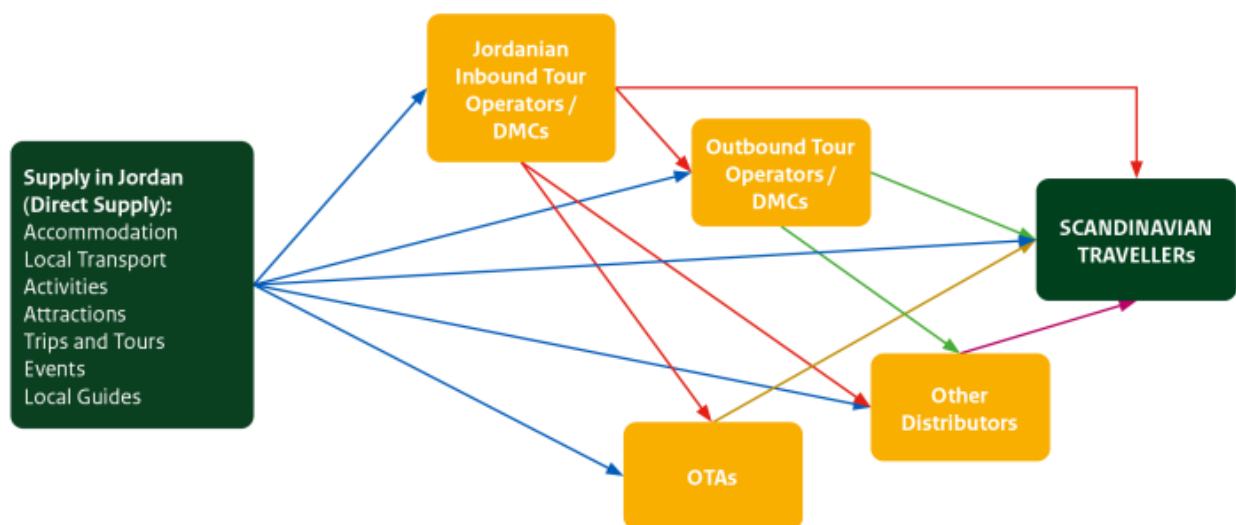 Supply in Jordan
(Direct Supply):
Accommodation
Local Transport
Activities
Attractions
Trips and Tours
Events
Local Guides
Jordanian
Inbound Tour
Operators /
DMCs
Outbound Tour
Operators /
DMCs
SCANDINAVIAN
TRAVELLERs
Other
Distributors
OTAs